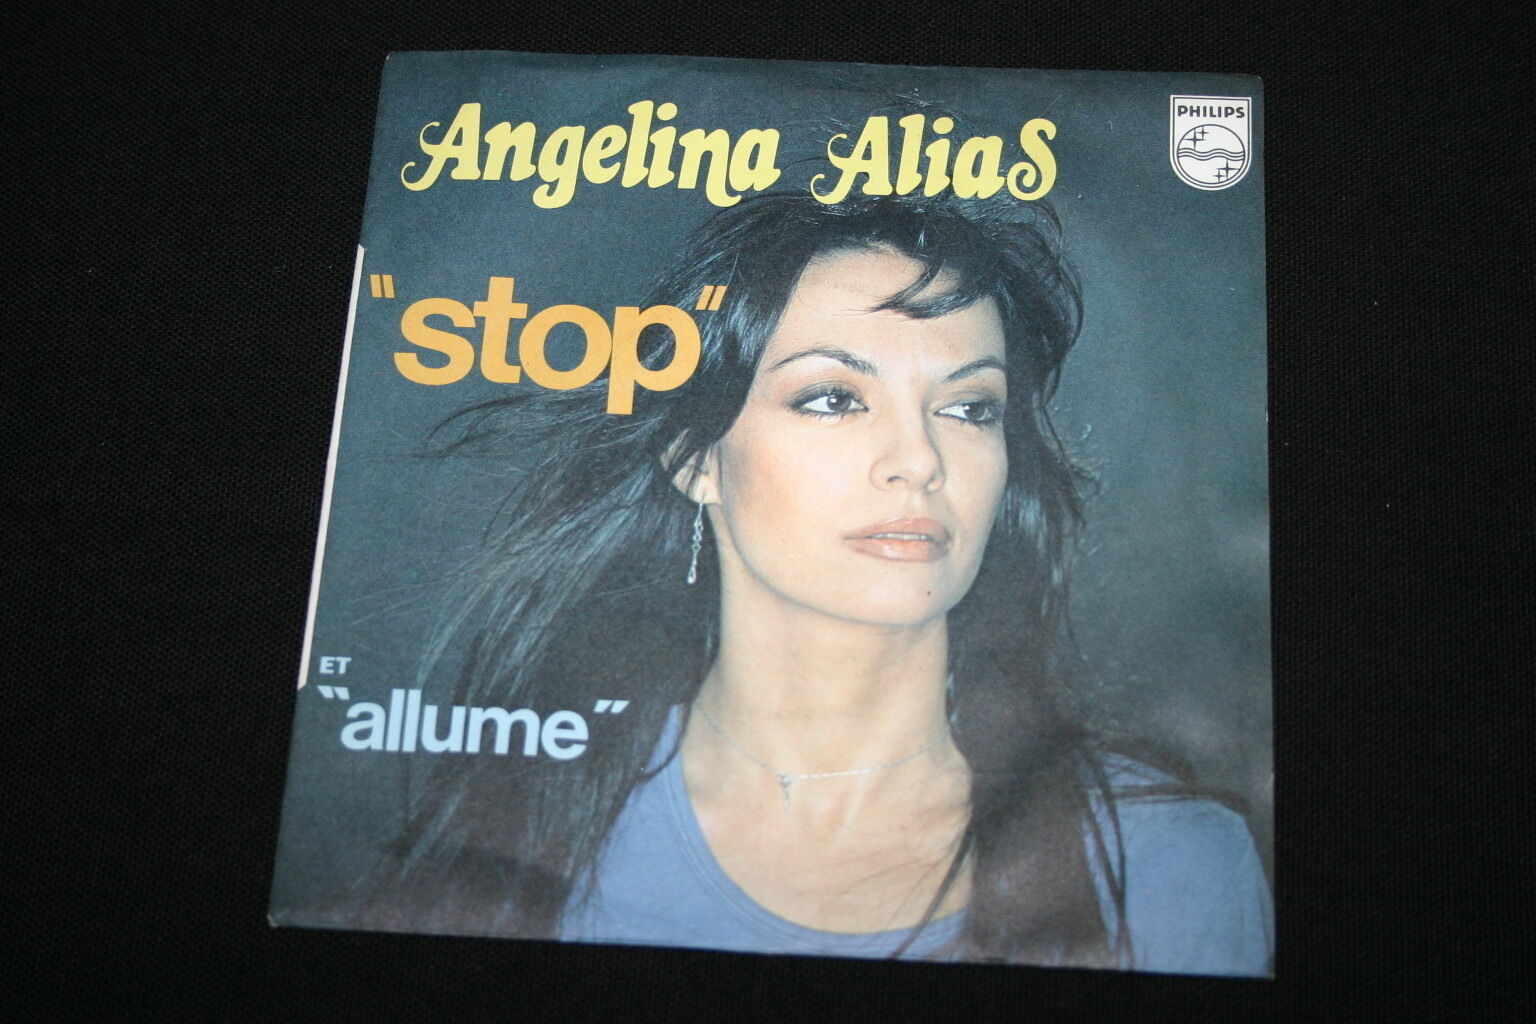 Angelina AliaS
PHILIPS
"stop"
ET
"allume"